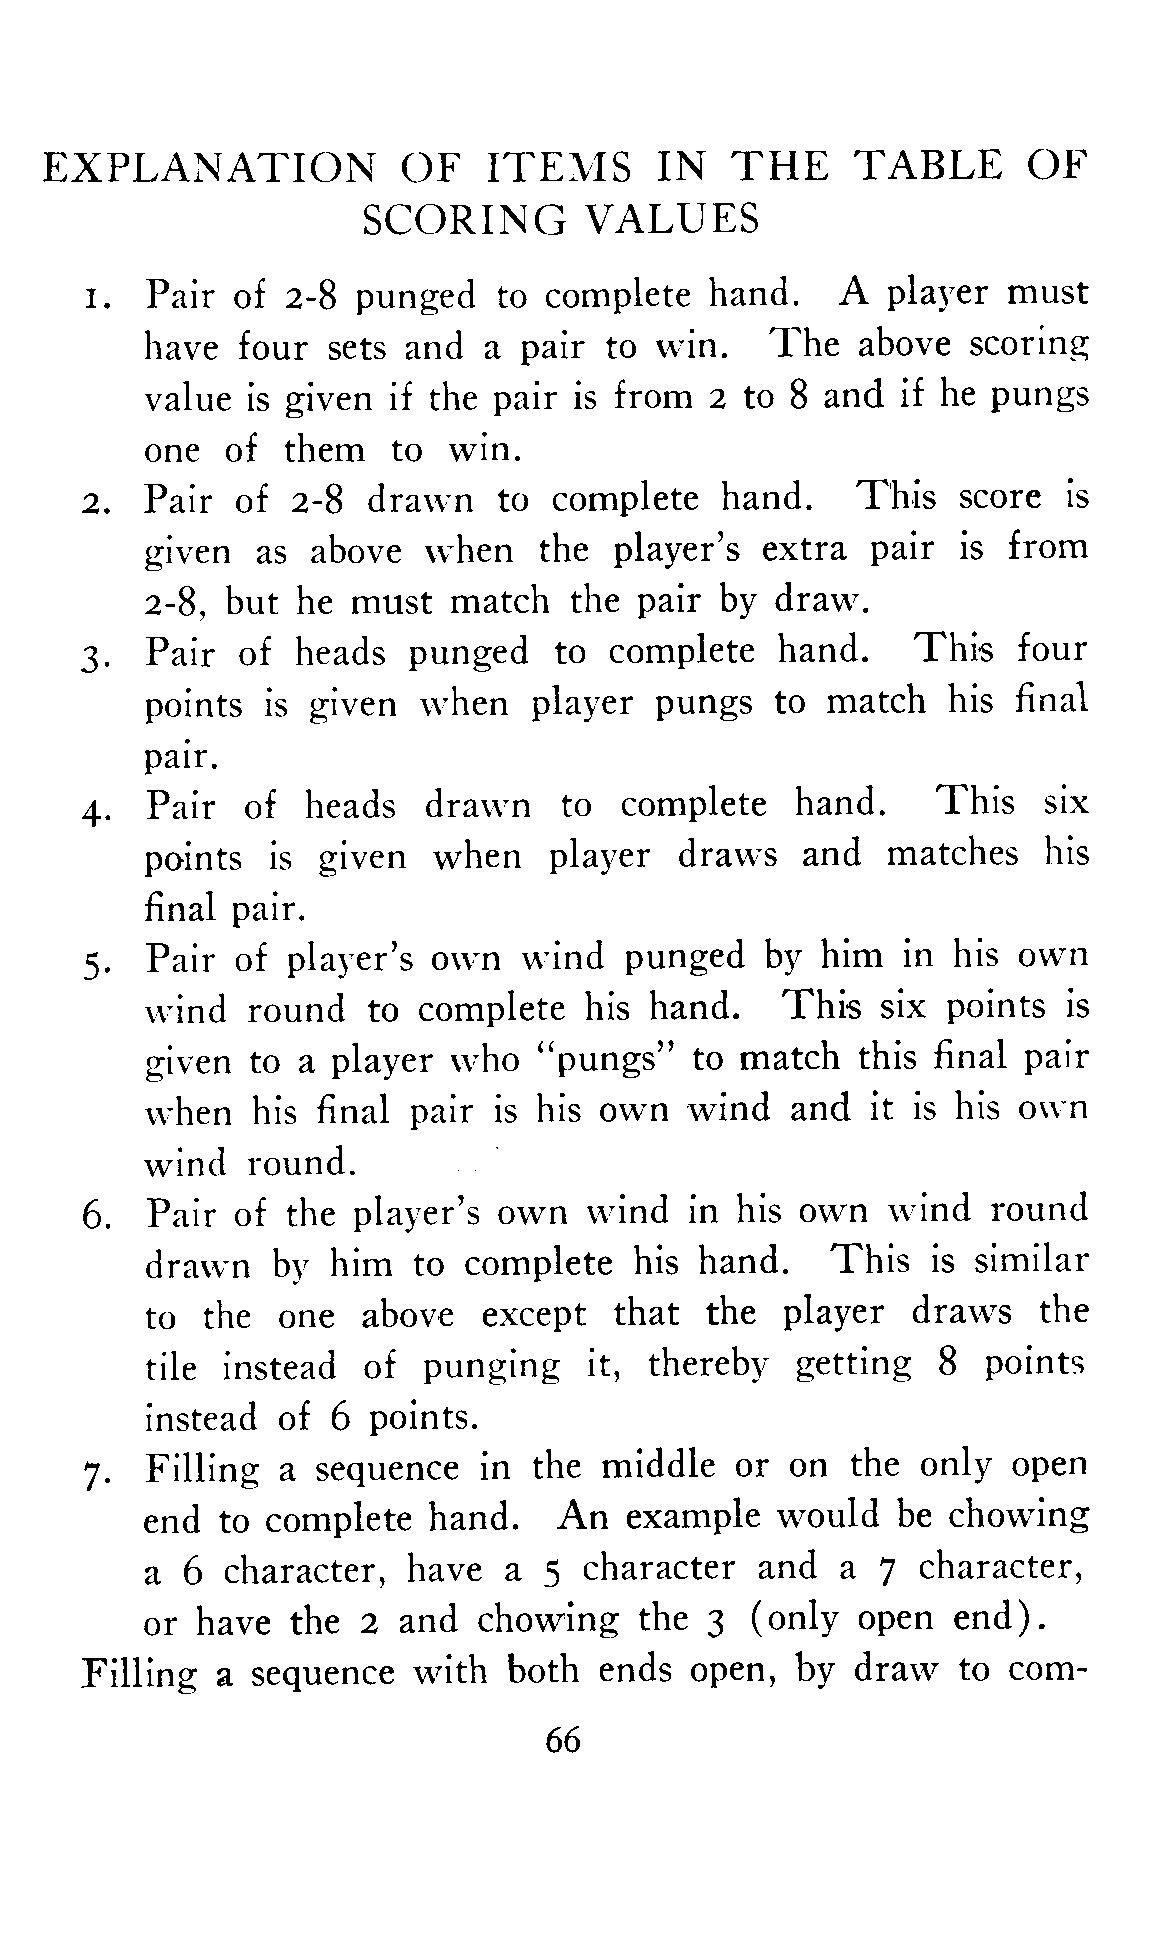 EXPLANATION OF ITEMS IN THE TABLE OF
SCORING VALUES
1. Pair of 2-8 punged to complete hand. A player must
have four sets and a pair to win. The above scoring
value is given if the pair is from 2 to 8 and if he pungs
one of them to win.
2. Pair of 2-8 drawn to complete hand. This score is
given as above when the player's extra pair is from
2-8, but he must match the pair by draw.
3. Pair of heads punged to complete hand. This four
points is given when player pungs to match his final
pair.
4. Pair of heads drawn to complete hand. This six
points is given when player draws and matches his
final pair.
5. Pair of player's own wind punged by him in his own
wind round to complete his hand. This six points is
given to a player who "pungs" to match this final pair
when his final pair is his own wind and it is his own
wind round.
6. Pair of the player's own wind in his own wind round
drawn by him to complete his hand. This is similar
to the one above except that the player draws the
tile instead of punging it, thereby getting 8 points
instead of 6 points.
7. Filling a sequence in the middle or on the only open
end to complete hand. An example would be chowing
a 6 character, have a 5 character and a 7 character,
or have the 2 and chowing the 3 (only open end).
Filling a sequence with both ends open, by draw to com-
66